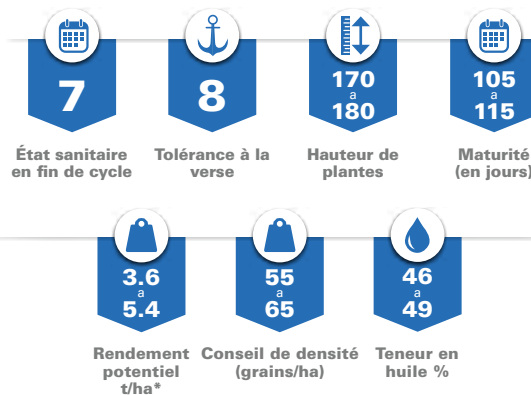 7
8
170
a
180
105
a
115
État sanitaire
en fin de cycle
Tolérance à la
verse
Hauteur de
plantes
Maturité
(en jours)
3.6
a
5.4
55
a
65
46
a
49
Rendement
potentiel
t/ha*
Conseil de densité
(grains/ha)
Teneur en
huile %